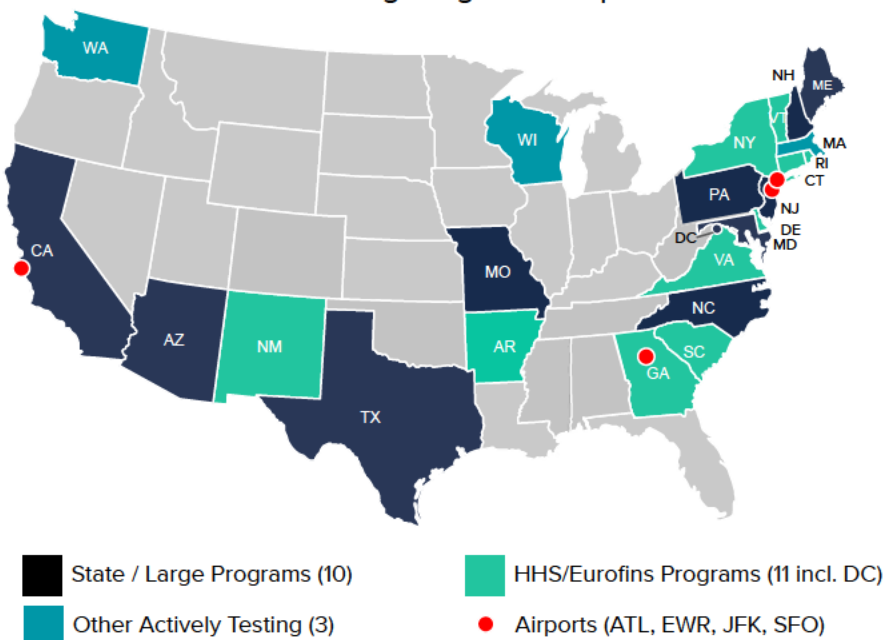 WA
NH
ME
WI
VT
NY
MA
RI
CT
PA
NJ
DE
DC
MD
CA
VA
MO
NC
AZ
NM
AR
SC
GA
TX
State / Large Programs (10)
HHS/Eurofins Programs (11 incl. DC)
Other Actively Testing (3)
Airports (ATL, EWR, JFK, SFO)